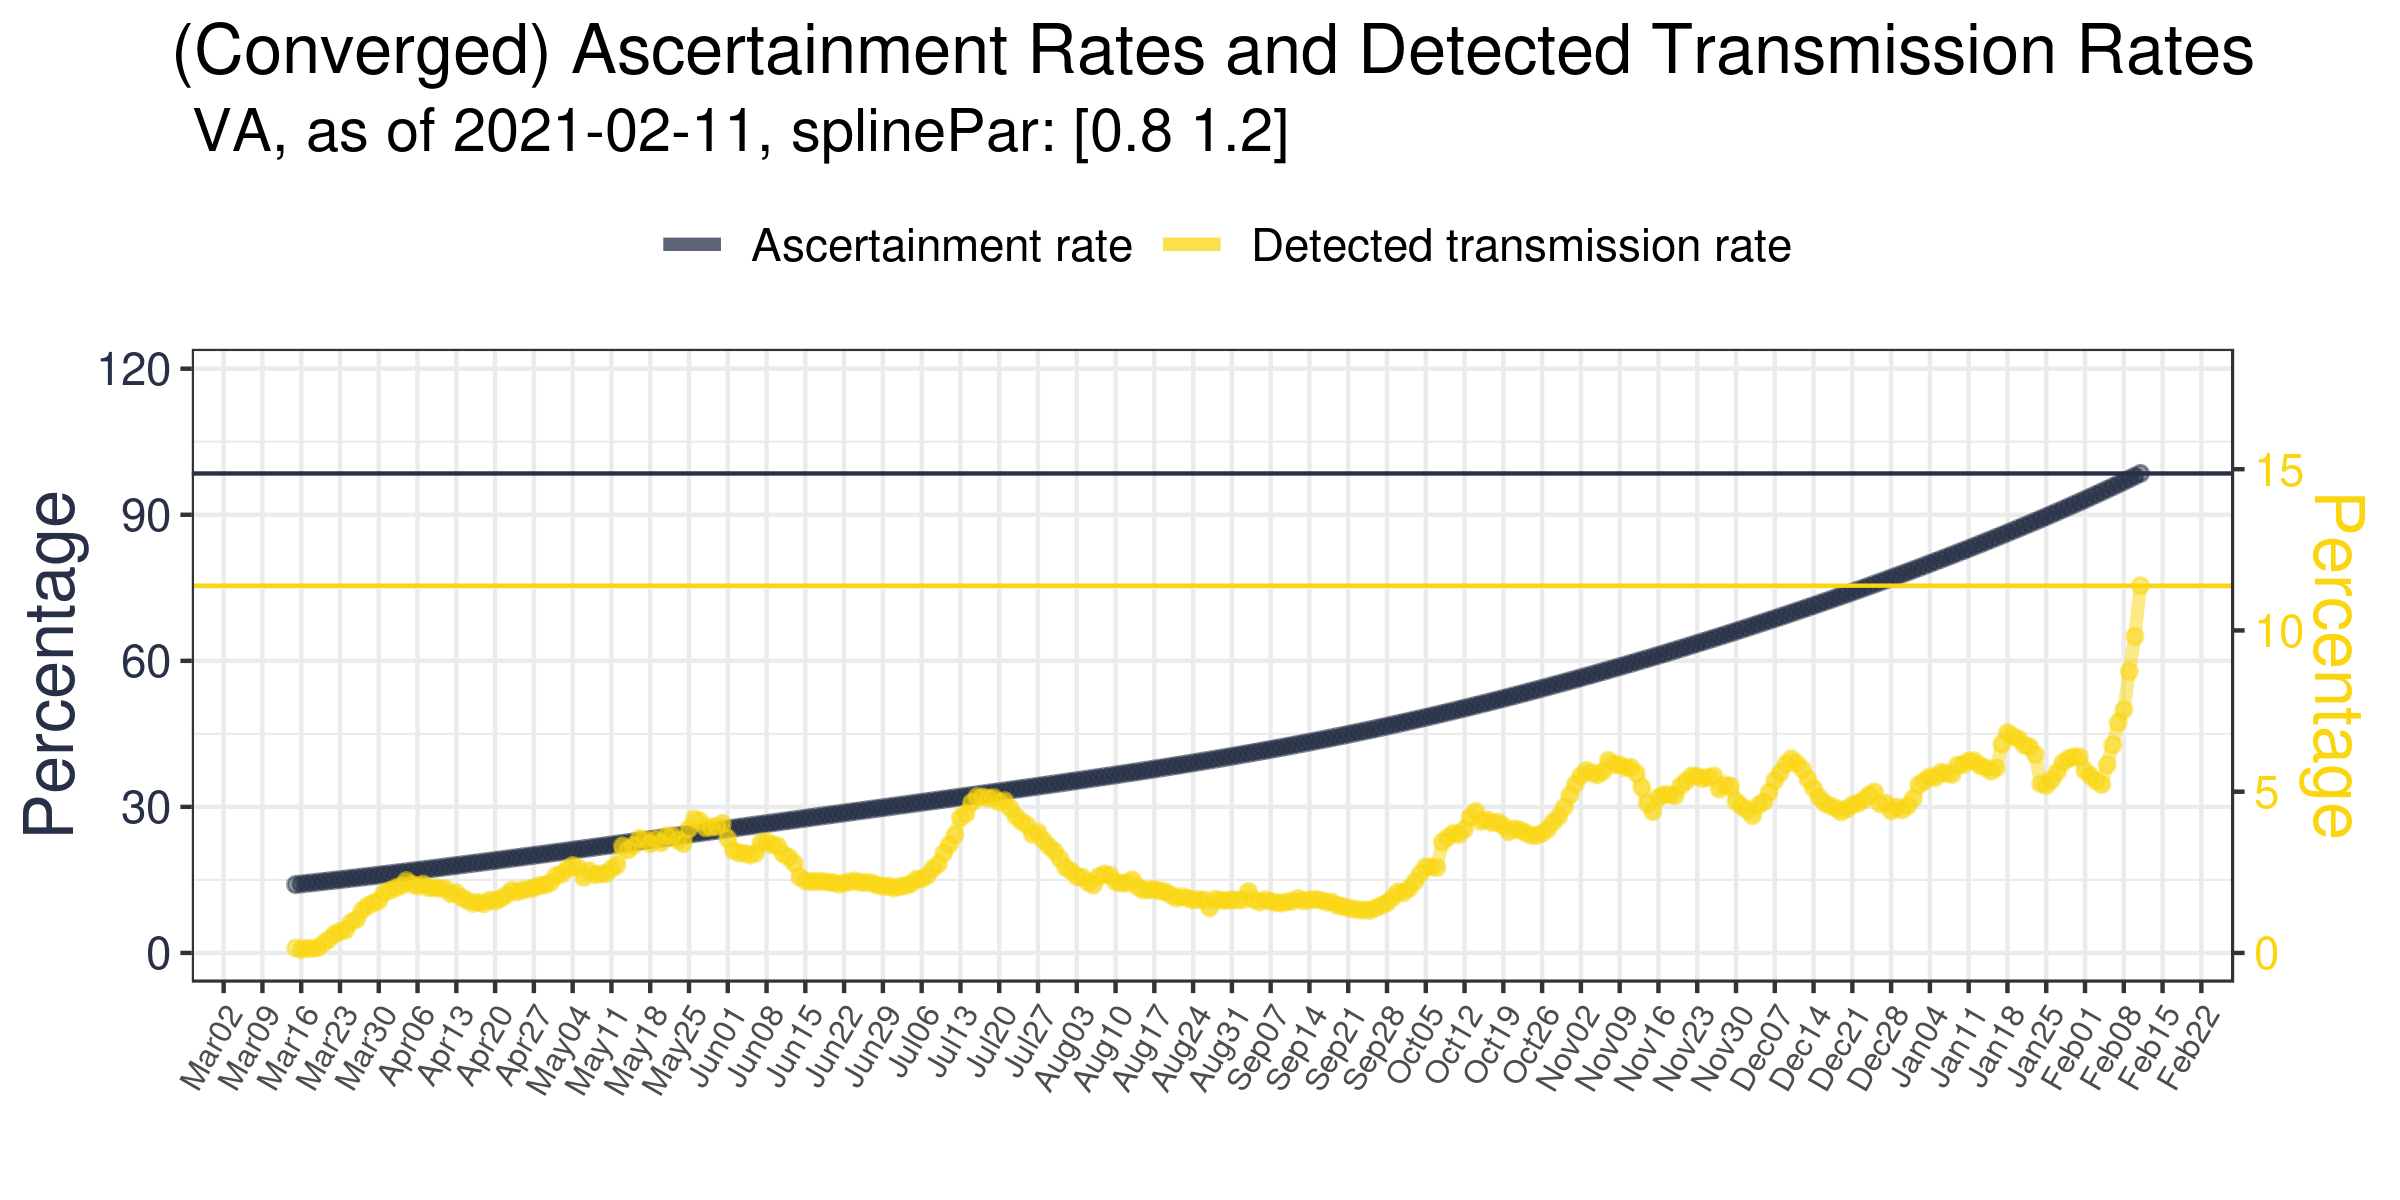 (Converged) Ascertainment Rates and Detected Transmission Rates
VA, as of 2021-02-11, splinePar: [0.8 1.2]
Ascertainment rate
Detected transmission rate
Percentage
120
90
60
30
0
15
10
5
0
Percentage
Mar02
Mar09
Mar16
Mar23
Mar30
Apr06
Apr13
Apr20
Apr27
May04
May11
May18
May25
Jun01
Jun08
Jun15
Jun22
Jun29
Jul06
Jul13
Jul20
Jul27
Aug03
Aug10
Aug17
Aug24
Aug31
Sep07
Sep14
Sep21
Sep28
Oct05
Oct12
Oct19
Oct26
Nov02
Nov09
Nov16
Nov23
Nov30
Dec07
Dec14
Dec21
Dec28
Jan04
Jan11
Jan18
Jan25
Feb01
Feb08
Feb15
Feb22